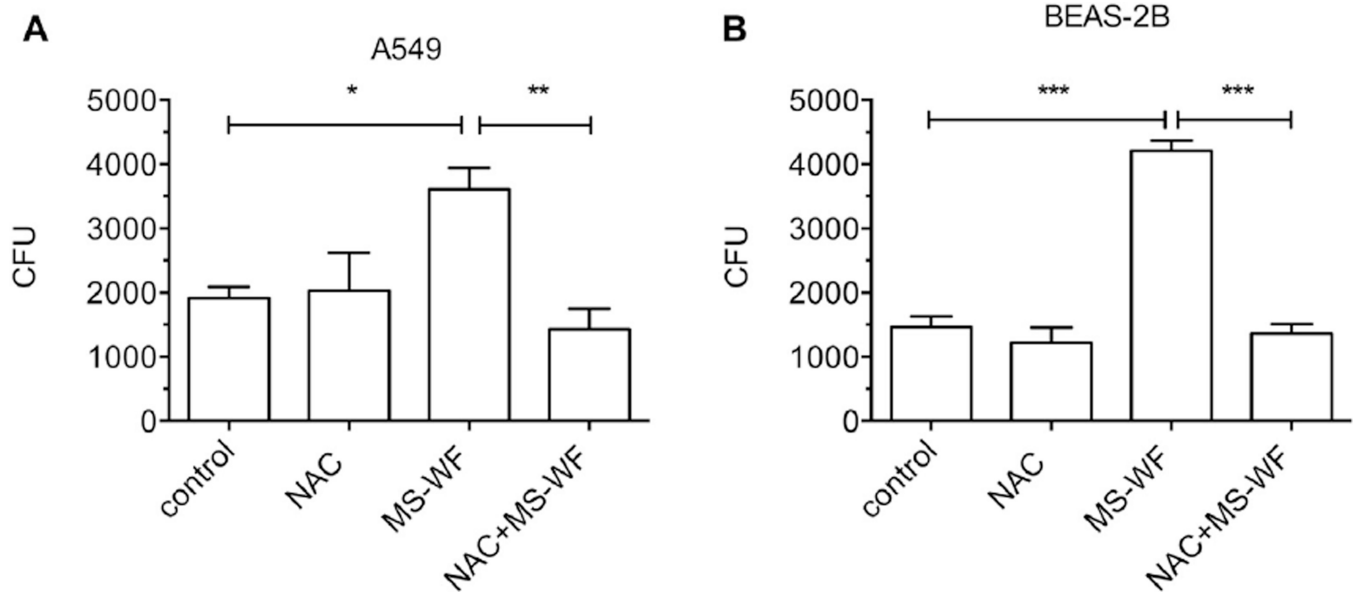 A
A549
* **
CFU
5000
4000
3000
2000
1000
0
control
NAC
MS-WF
NAC+MS-WF
B
BEAS-2B
*** ***
CFU
5000
4000
3000
2000
1000
0
control
NAC
MS-WF
NAC+MS-WF